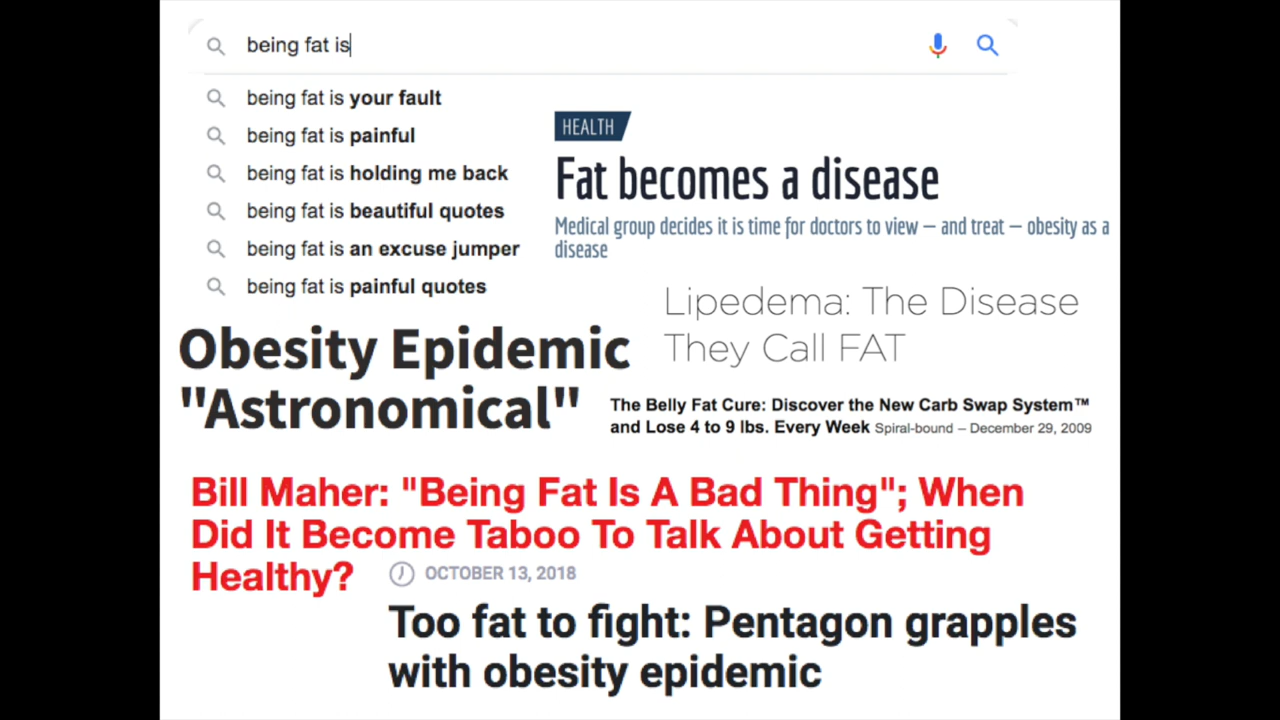 being fat is
being fat is your fault
being fat is painful
being fat is holding me back
being fat is beautiful quotes
being fat is an excuse jumper
being fat is painful quotes
HEALTH
Fat becomes a disease
Medical group decides it is time for doctors to view — and treat — obesity as a
disease
Lipedema: The Disease
They Call FAT
Obesity Epidemic
"Astronomical"
The Belly Fat Cure: Discover the New Carb Swap System™
and Lose 4 to 9 lbs. Every Week Spiral-bound – December 29, 2009
Bill Maher: "Being Fat Is A Bad Thing"; When
Did It Become Taboo To Talk About Getting
Healthy?
OCTOBER 13, 2018
Too fat to fight: Pentagon grapples
with obesity epidemic